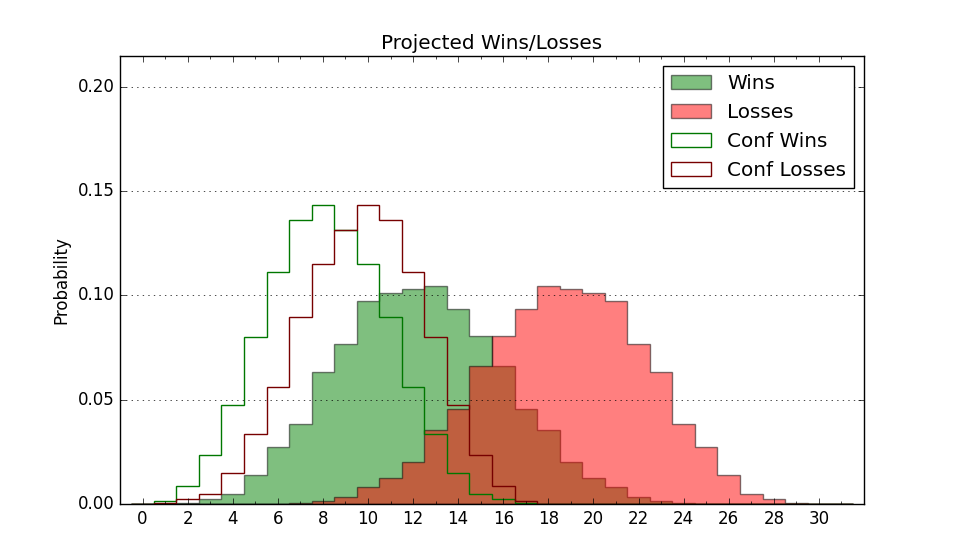 Projected Wins/Losses
Probability
0.20
0.15
0.10
0.05
0.00
0 2 4 6 8 10 12 14 16 18 20 22 24 26 28 30
Wins
Losses
Conf Wins
Conf Losses